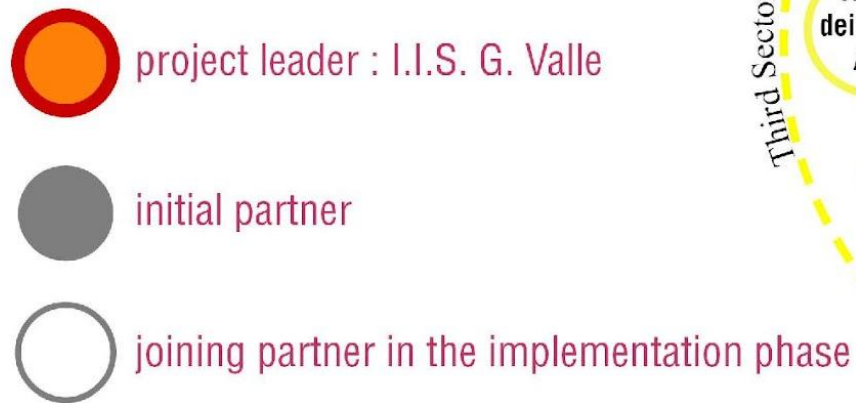 project leader : I.I.S. G. Valle
initial partner
joining partner in the implementation phase
Third Secto
dei